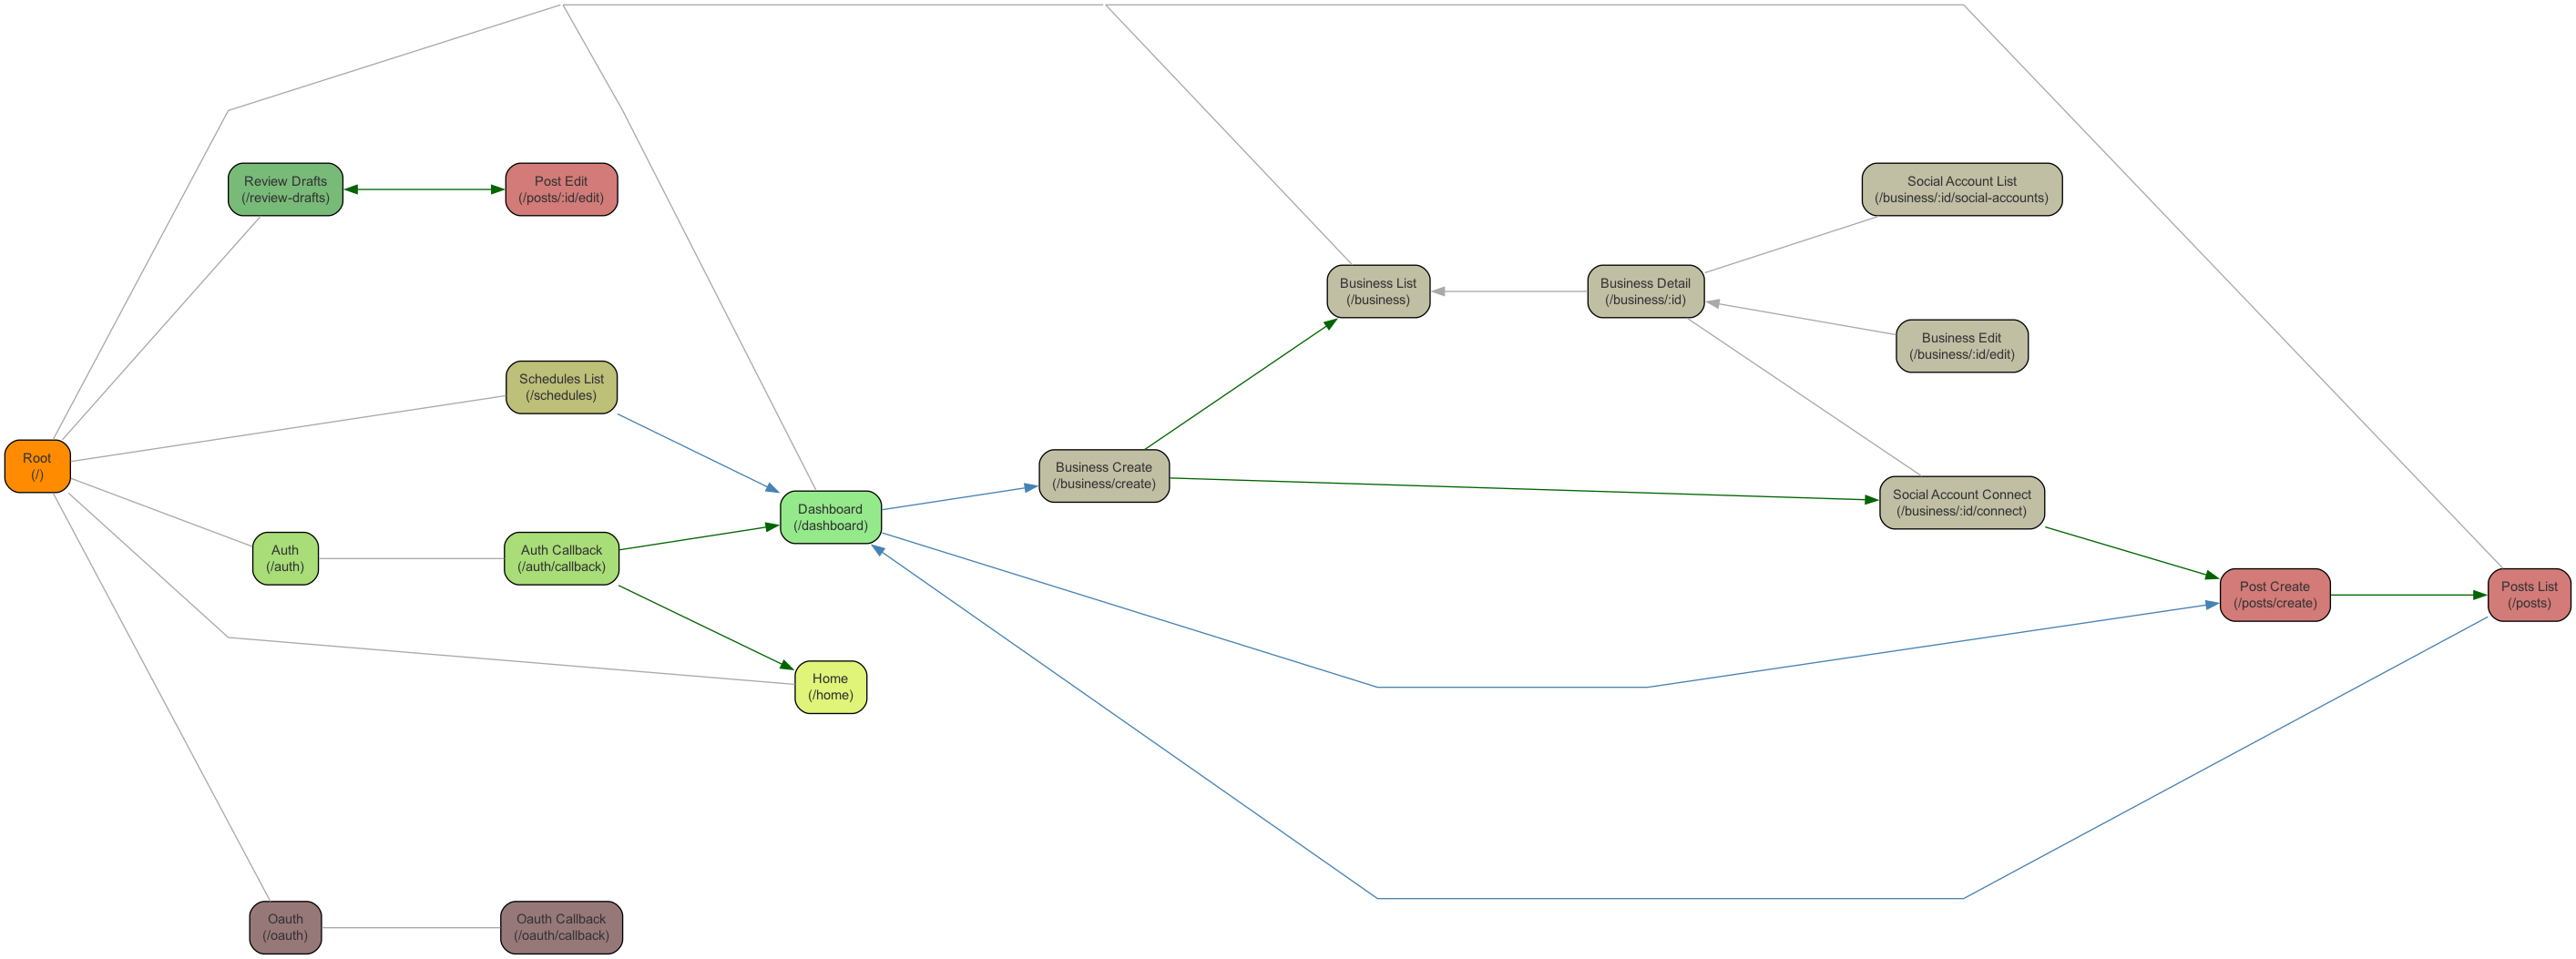 Review Drafts
(/review-drafts)
Post Edit
(/posts/:id/edit)
Social Account List
(/business/:id/social-accounts)
Business List
(/business)
Business Detail
(/business/:id)
Business Edit
(/business/:id/edit)
Schedules List
(/schedules)
Root
(/)
Business Create
(/business/create)
Social Account Connect
(/business/:id/connect)
Dashboard
(/dashboard)
Auth
(/auth)
Auth Callback
(/auth/callback)
Post Create
(/posts/create)
Posts List
(/posts)
Home
(/home)
Oauth
(/oauth)
Oauth Callback
(/oauth/callback)